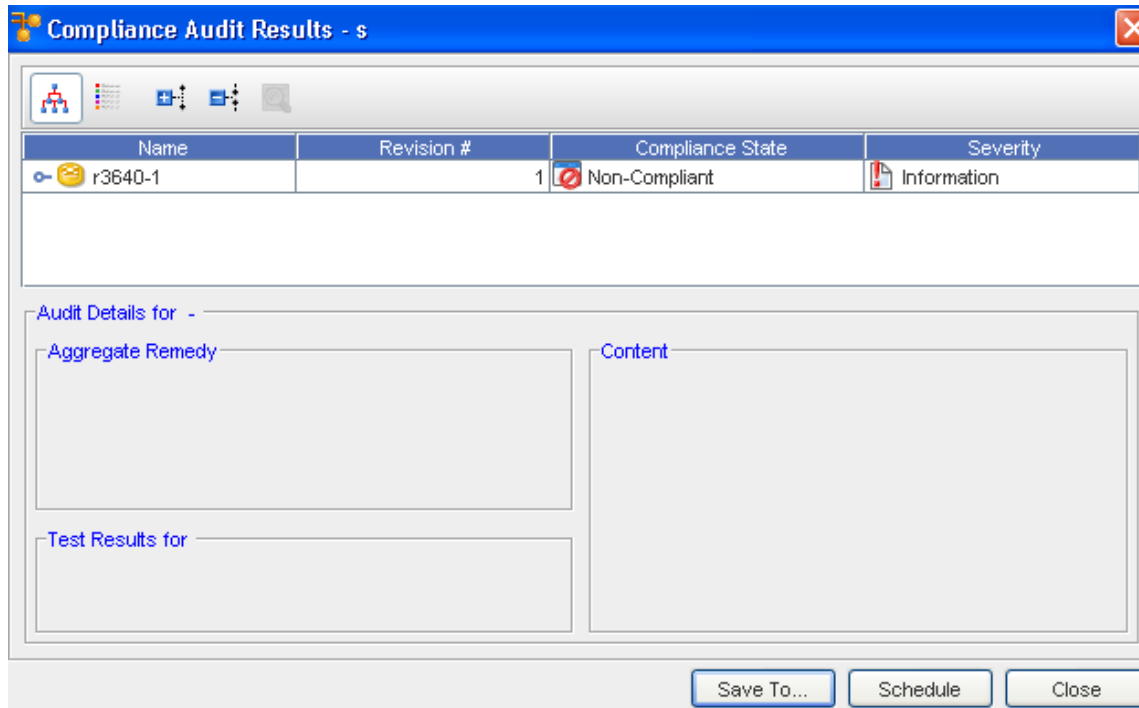 Compliance Audit Results - s
Name Revision # Compliance State Severity
r3640-1 1 Non-Compliant Information
Audit Details for -
Aggregate Remedy
Content
Test Results for
Save To... Schedule Close